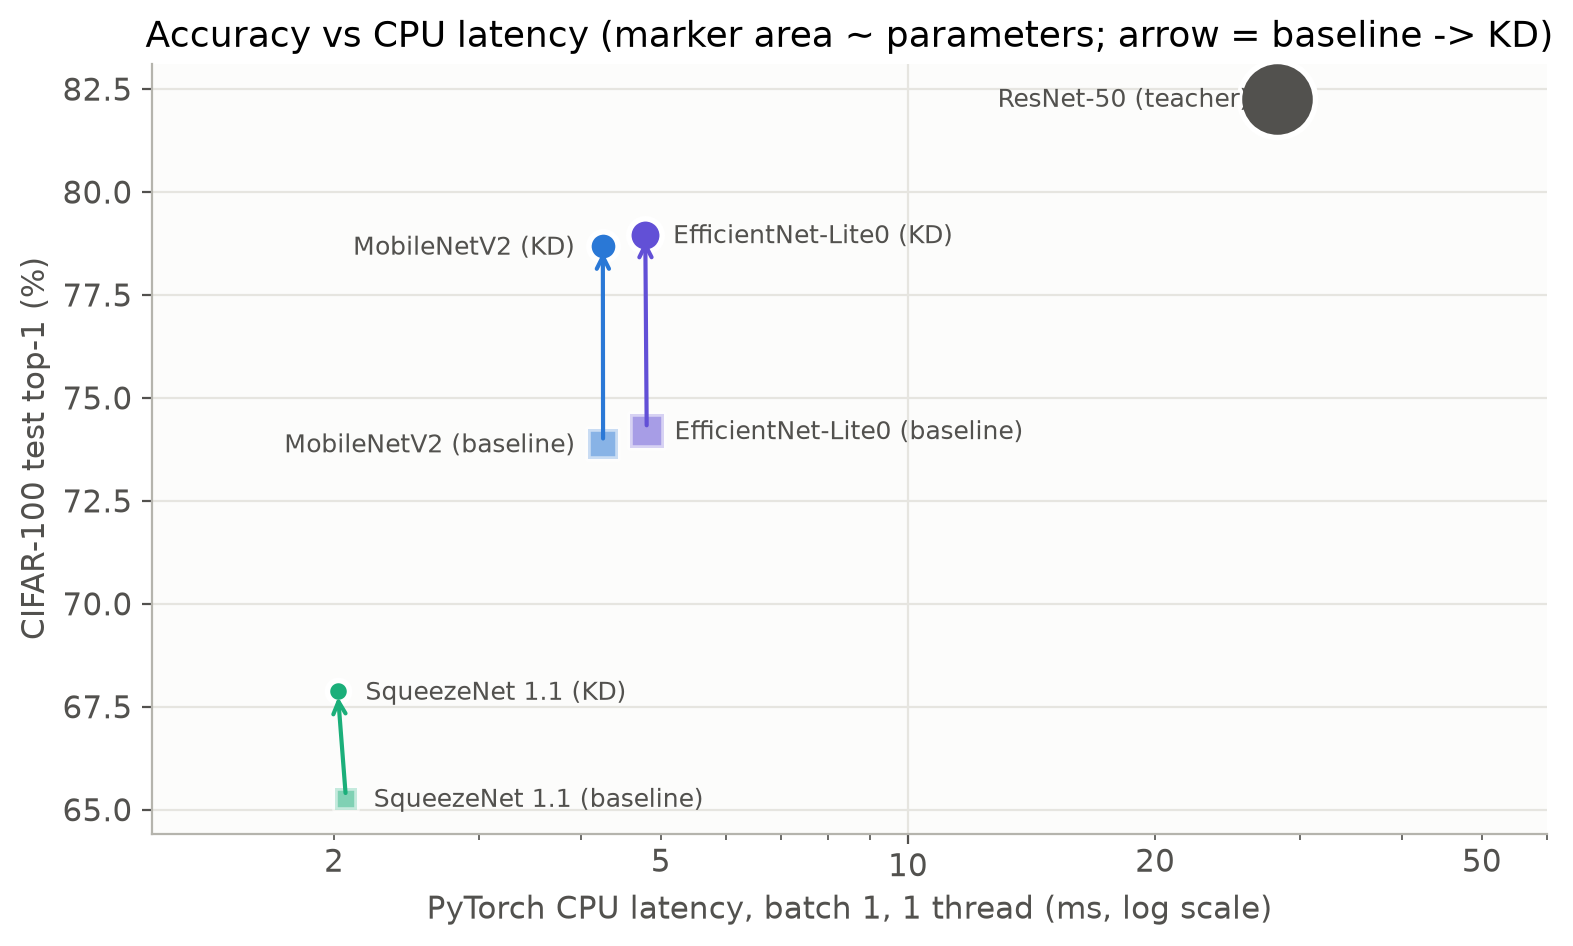 Accuracy vs CPU latency (marker area ~ parameters; arrow = baseline -> KD)
82.5
ResNet-50 (teacher)
80.0
MobileNetV2 (KD)
EfficientNet-Lite0 (KD)
77.5
75.0
MobileNetV2 (baseline)
EfficientNet-Lite0 (baseline)
72.5
70.0
67.5
SqueezeNet 1.1 (KD)
65.0
SqueezeNet 1.1 (baseline)
CIFAR-100 test top-1 (%)
2 5 10 20 50
PyTorch CPU latency, batch 1, 1 thread (ms, log scale)